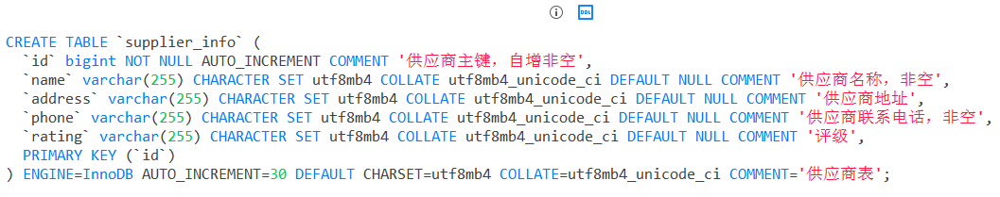 DDL
CREATE TABLE `supplier_info` (
  `id` bigint NOT NULL AUTO_INCREMENT COMMENT '供应商主键，自增非空',
  `name` varchar(255) CHARACTER SET utf8mb4 COLLATE utf8mb4_unicode_ci DEFAULT NULL COMMENT '供应商名称，非空',
  `address` varchar(255) CHARACTER SET utf8mb4 COLLATE utf8mb4_unicode_ci DEFAULT NULL COMMENT '供应商地址',
  `phone` varchar(255) CHARACTER SET utf8mb4 COLLATE utf8mb4_unicode_ci DEFAULT NULL COMMENT '供应商联系电话，非空',
  `rating` varchar(255) CHARACTER SET utf8mb4 COLLATE utf8mb4_unicode_ci DEFAULT NULL COMMENT '评级',
  PRIMARY KEY (`id`)
) ENGINE=InnoDB AUTO_INCREMENT=30 DEFAULT CHARSET=utf8mb4 COLLATE=utf8mb4_unicode_ci COMMENT='供应商表';